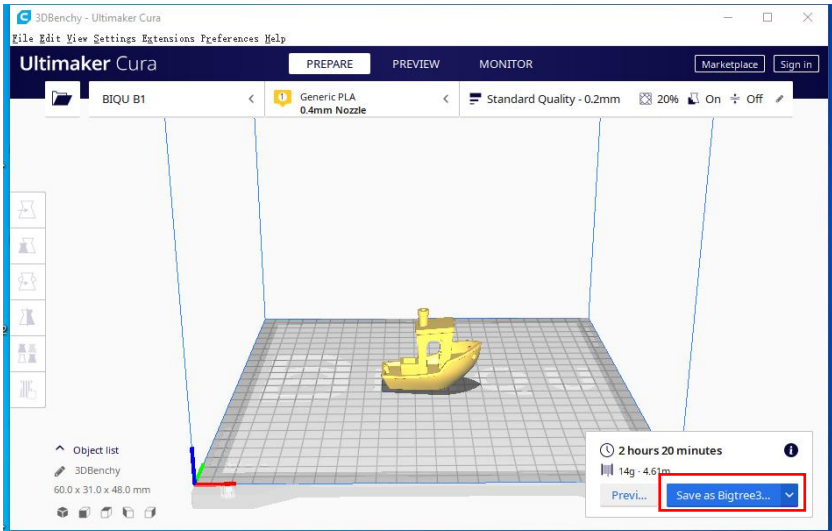 3DBenchy - Ultimaker Cura
File Edit View Settings Extensions Preferences Help
Ultimaker Cura
PREPARE PREVIEW MONITOR
Marketplace Sign in
BIQU B1
1 Generic PLA
0.4mm Nozzle
Standard Quality - 0.2mm 20% On Off
Object list
3DBenchy
60.0 x 31.0 x 48.0 mm
2 hours 20 minutes
14g · 4.61m
Previ... Save as Bigtree3...